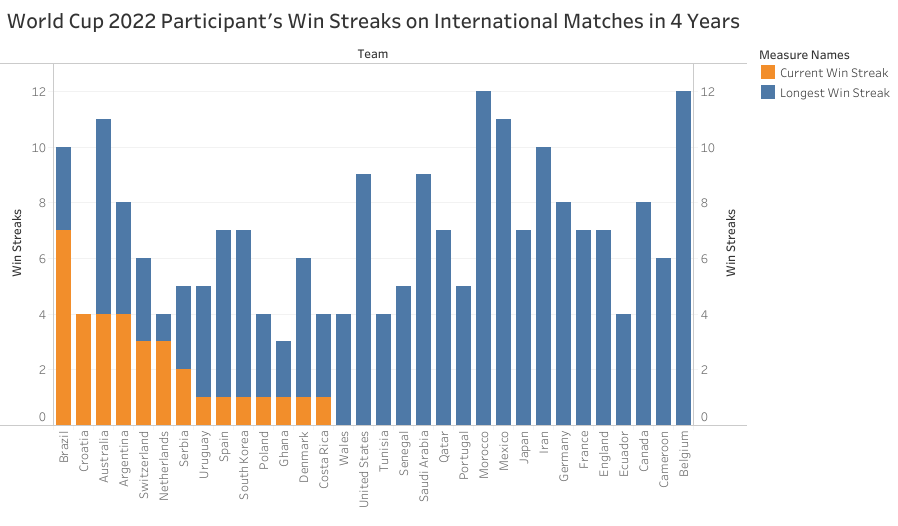 World Cup 2022 Participant's Win Streaks on International Matches in 4 Years
Team
Measure Names
Current Win Streak
Longest Win Streak
12
10
8
6
4
2
0
Win Streaks
12
10
8
6
4
2
0
Win Streaks
Brazil
Croatia
Australia
Argentina
Switzerland
Netherlands
Serbia
Uruguay
Spain
South Korea
Poland
Ghana
Denmark
Costa Rica
Wales
United States
Tunisia
Senegal
Saudi Arabia
Qatar
Portugal
Morocco
Mexico
Japan
Iran
Germany
France
England
Ecuador
Canada
Cameroon
Belgium